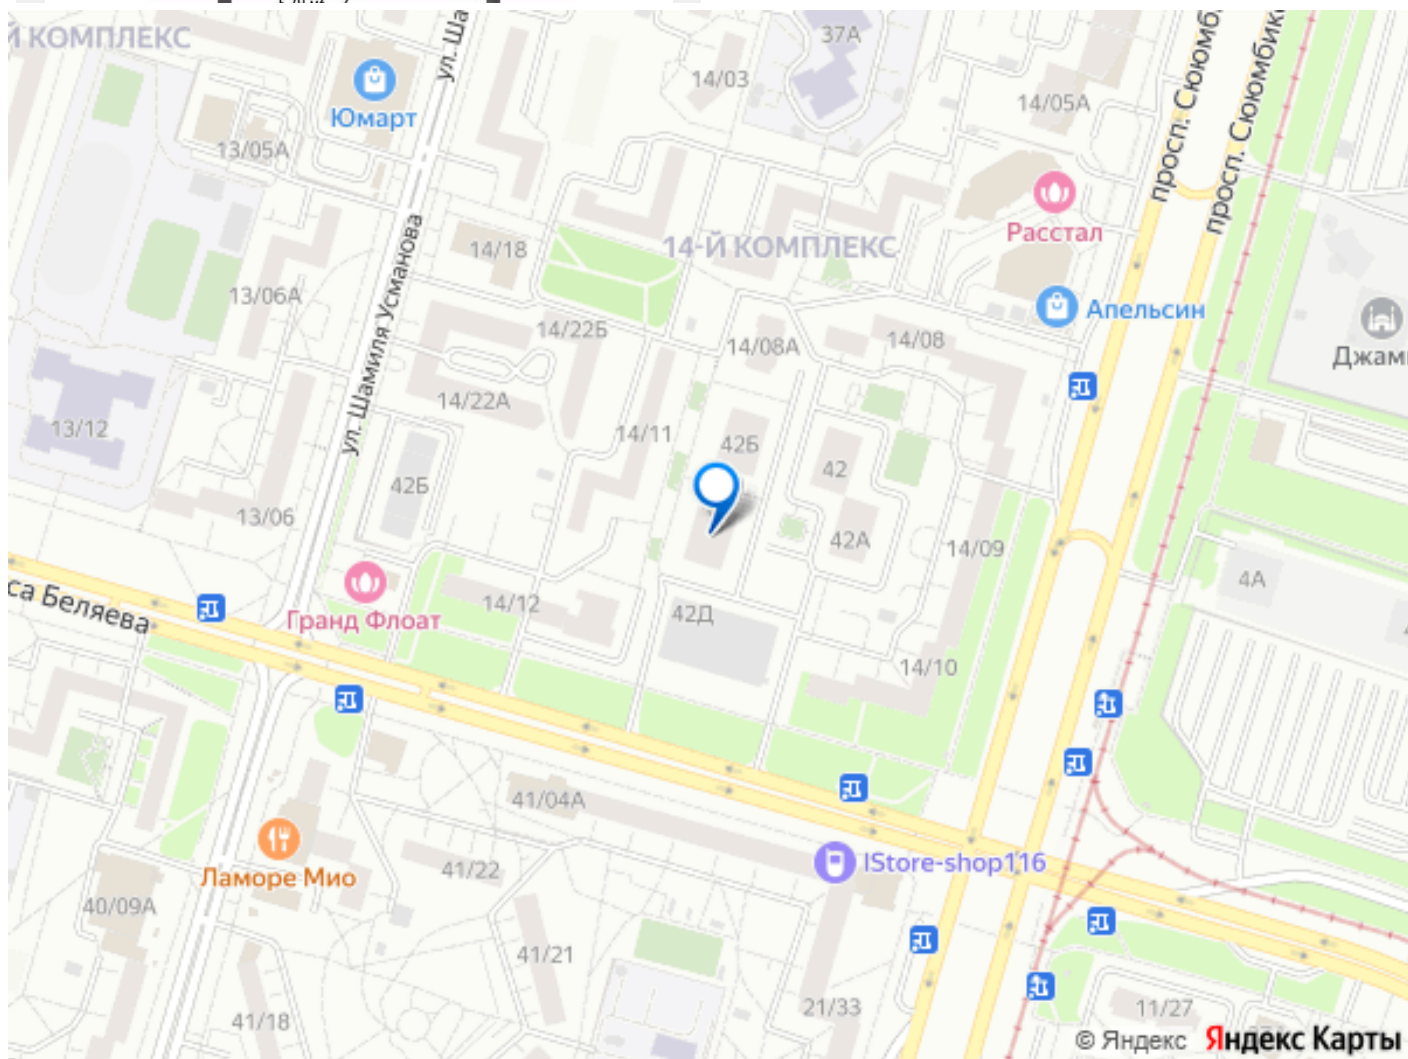 Й КОМПЛЕКС
ул. Ша
37А
14/03
Юмарт
14/05А
просп. Сююмб
просп. Сююмбике
13/05А
Расстал
14-Й КОМПЛЕКС
14/18
ул. Шамиля Усманова
13/06А
Апельсин
14/22Б
14/08А
14/08
Джами
14/22А
13/12
14/11
42Б
42
42Б
13/06
42А
14/09
4А
са Беляева
Гранд Флоат
14/12
42Д
14/10
41/04А
IStore-shop116
Ламоре Мио
41/22
40/09А
41/21
41/18
21/33
11/27
© Яндекс Яндекс Карты